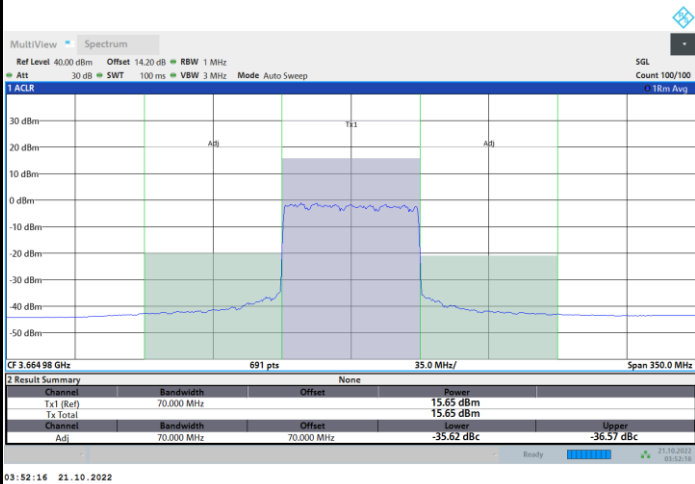 MultiView Spectrum
Ref Level 40.00 dBm Offset 14.20 dB RBW 1 MHz SGL
Att 30 dB SWT 100 ms VBW 3 MHz Mode Auto Sweep Count 100/100
1 ACLR 1Rm Avg
30 dBm
Tx1
20 dBm
Adj Adj
10 dBm
0 dBm
-10 dBm
-20 dBm
-30 dBm
-40 dBm
-50 dBm
CF 3.664 98 GHz 691 pts 35.0 MHz/ Span 350.0 MHz
2 Result Summary None
Channel Bandwidth Offset Power
Tx1 (Ref) 70.000 MHz 15.65 dBm
Tx Total 15.65 dBm
Channel Bandwidth Offset Lower Upper
Adj 70.000 MHz 70.000 MHz -35.62 dBc -36.57 dBc
Ready 21.10.2022
03:52:16
03:52:16 21.10.2022